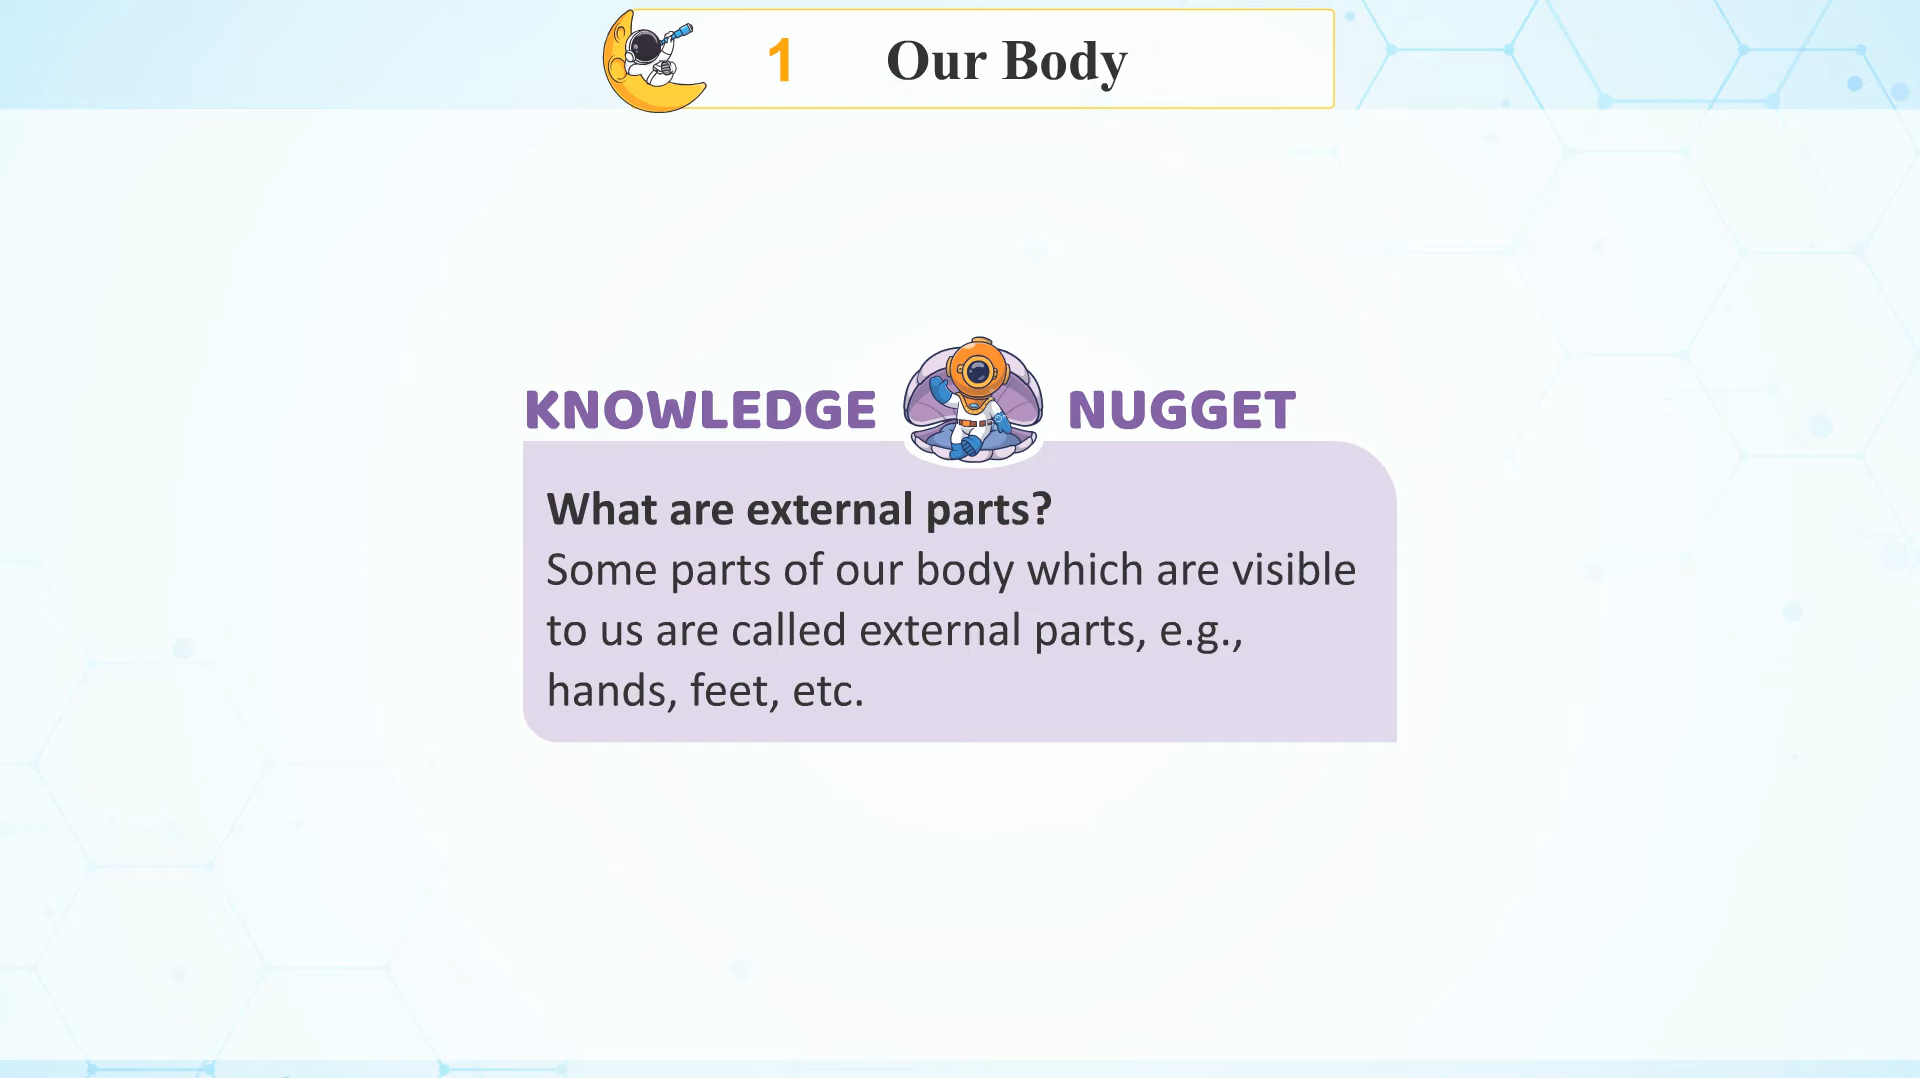 1 Our Body
KNOWLEDGE NUGGET
What are external parts?
Some parts of our body which are visible
to us are called external parts, e.g.,
hands, feet, etc.